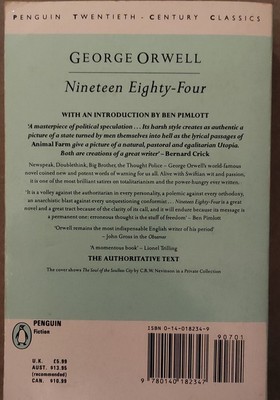 PENGUIN TWENTIETH-CENTURY CLASSICS
GEORGE ORWELL
Nineteen Eighty-Four
WITH AN INTRODUCTION BY BEN PIMLOTT
'A masterpiece of political speculation ... Its harsh style creates as authentic a
picture of a state turned by men themselves into hell as the lyrical passages of
Animal Farm give a picture of a natural, pastoral and egalitarian Utopia.
Both are creations of a great writer' – Bernard Crick
Newspeak, Doublethink, Big Brother, the Thought Police – George Orwell's world-famous
novel coined new and potent words of warning for us all. Alive with Swiftian wit and passion,
it is one of the most brilliant satires on totalitarianism and the power-hungry ever written.
'It is a volley against the authoritarian in every personality, a polemic against every orthodoxy,
an anarchistic blast against every unquestioning conformist ... Nineteen Eighty-Four is a great
novel and a great tract because of the clarity of its call, and it will endure because its message
is a permanent one: erroneous thought is the stuff of freedom' – Ben Pimlott
'Orwell remains the most indispensable English writer of his period'
– John Gross in the Observer
'A momentous book' – Lionel Trilling
THE AUTHORITATIVE TEXT
The cover shows The Soul of the Soulless City by C.R.W. Nevinson in a Private Collection
PENGUIN
Fiction
U.K. £5.99
AUST. $13.95
(recommended)
CAN. $10.99
ISBN 0-14-018234-9
90701
9 780140 182347